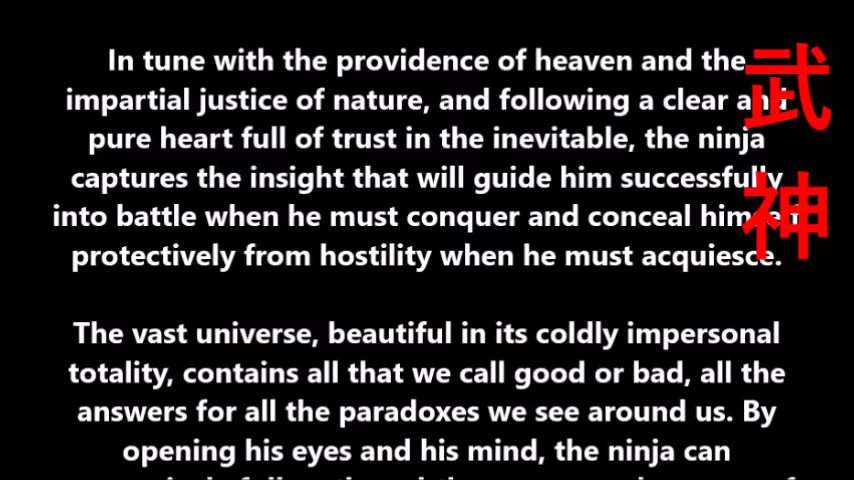 In tune with the providence of heaven and the
impartial justice of nature, and following a clear and
pure heart full of trust in the inevitable, the ninja
captures the insight that will guide him successfully
into battle when he must conquer and conceal himself
protectively from hostility when he must acquiesce.
The vast universe, beautiful in its coldly impersonal
totality, contains all that we call good or bad, all the
answers for all the paradoxes we see around us. By
opening his eyes and his mind, the ninja can
武
神